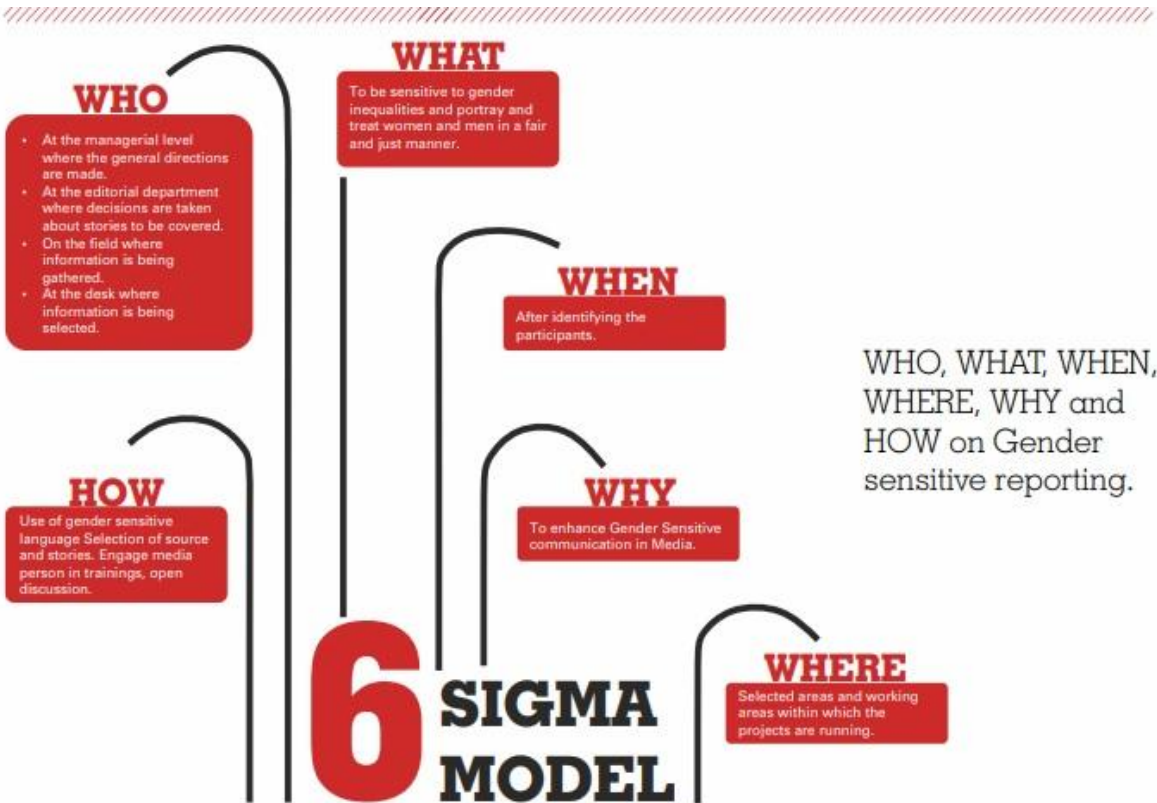 WHO
• At the managerial level
where the general directions
are made.
• At the editorial department
where decisions are taken
about stories to be covered.
• On the field where
information is being
gathered.
• At the desk where
information is being
selected.
WHAT
To be sensitive to gender
inequalities and portray and
treat women and men in a fair
and just manner.
WHEN
After identifying the
participants.
WHO, WHAT, WHEN,
WHERE, WHY and
HOW on Gender
sensitive reporting.
HOW
Use of gender sensitive
language Selection of source
and stories. Engage media
person in trainings, open
discussion.
WHY
To enhance Gender Sensitive
communication in Media.
WHERE
Selected areas and working
areas within which the
projects are running.
6 SIGMA
MODEL